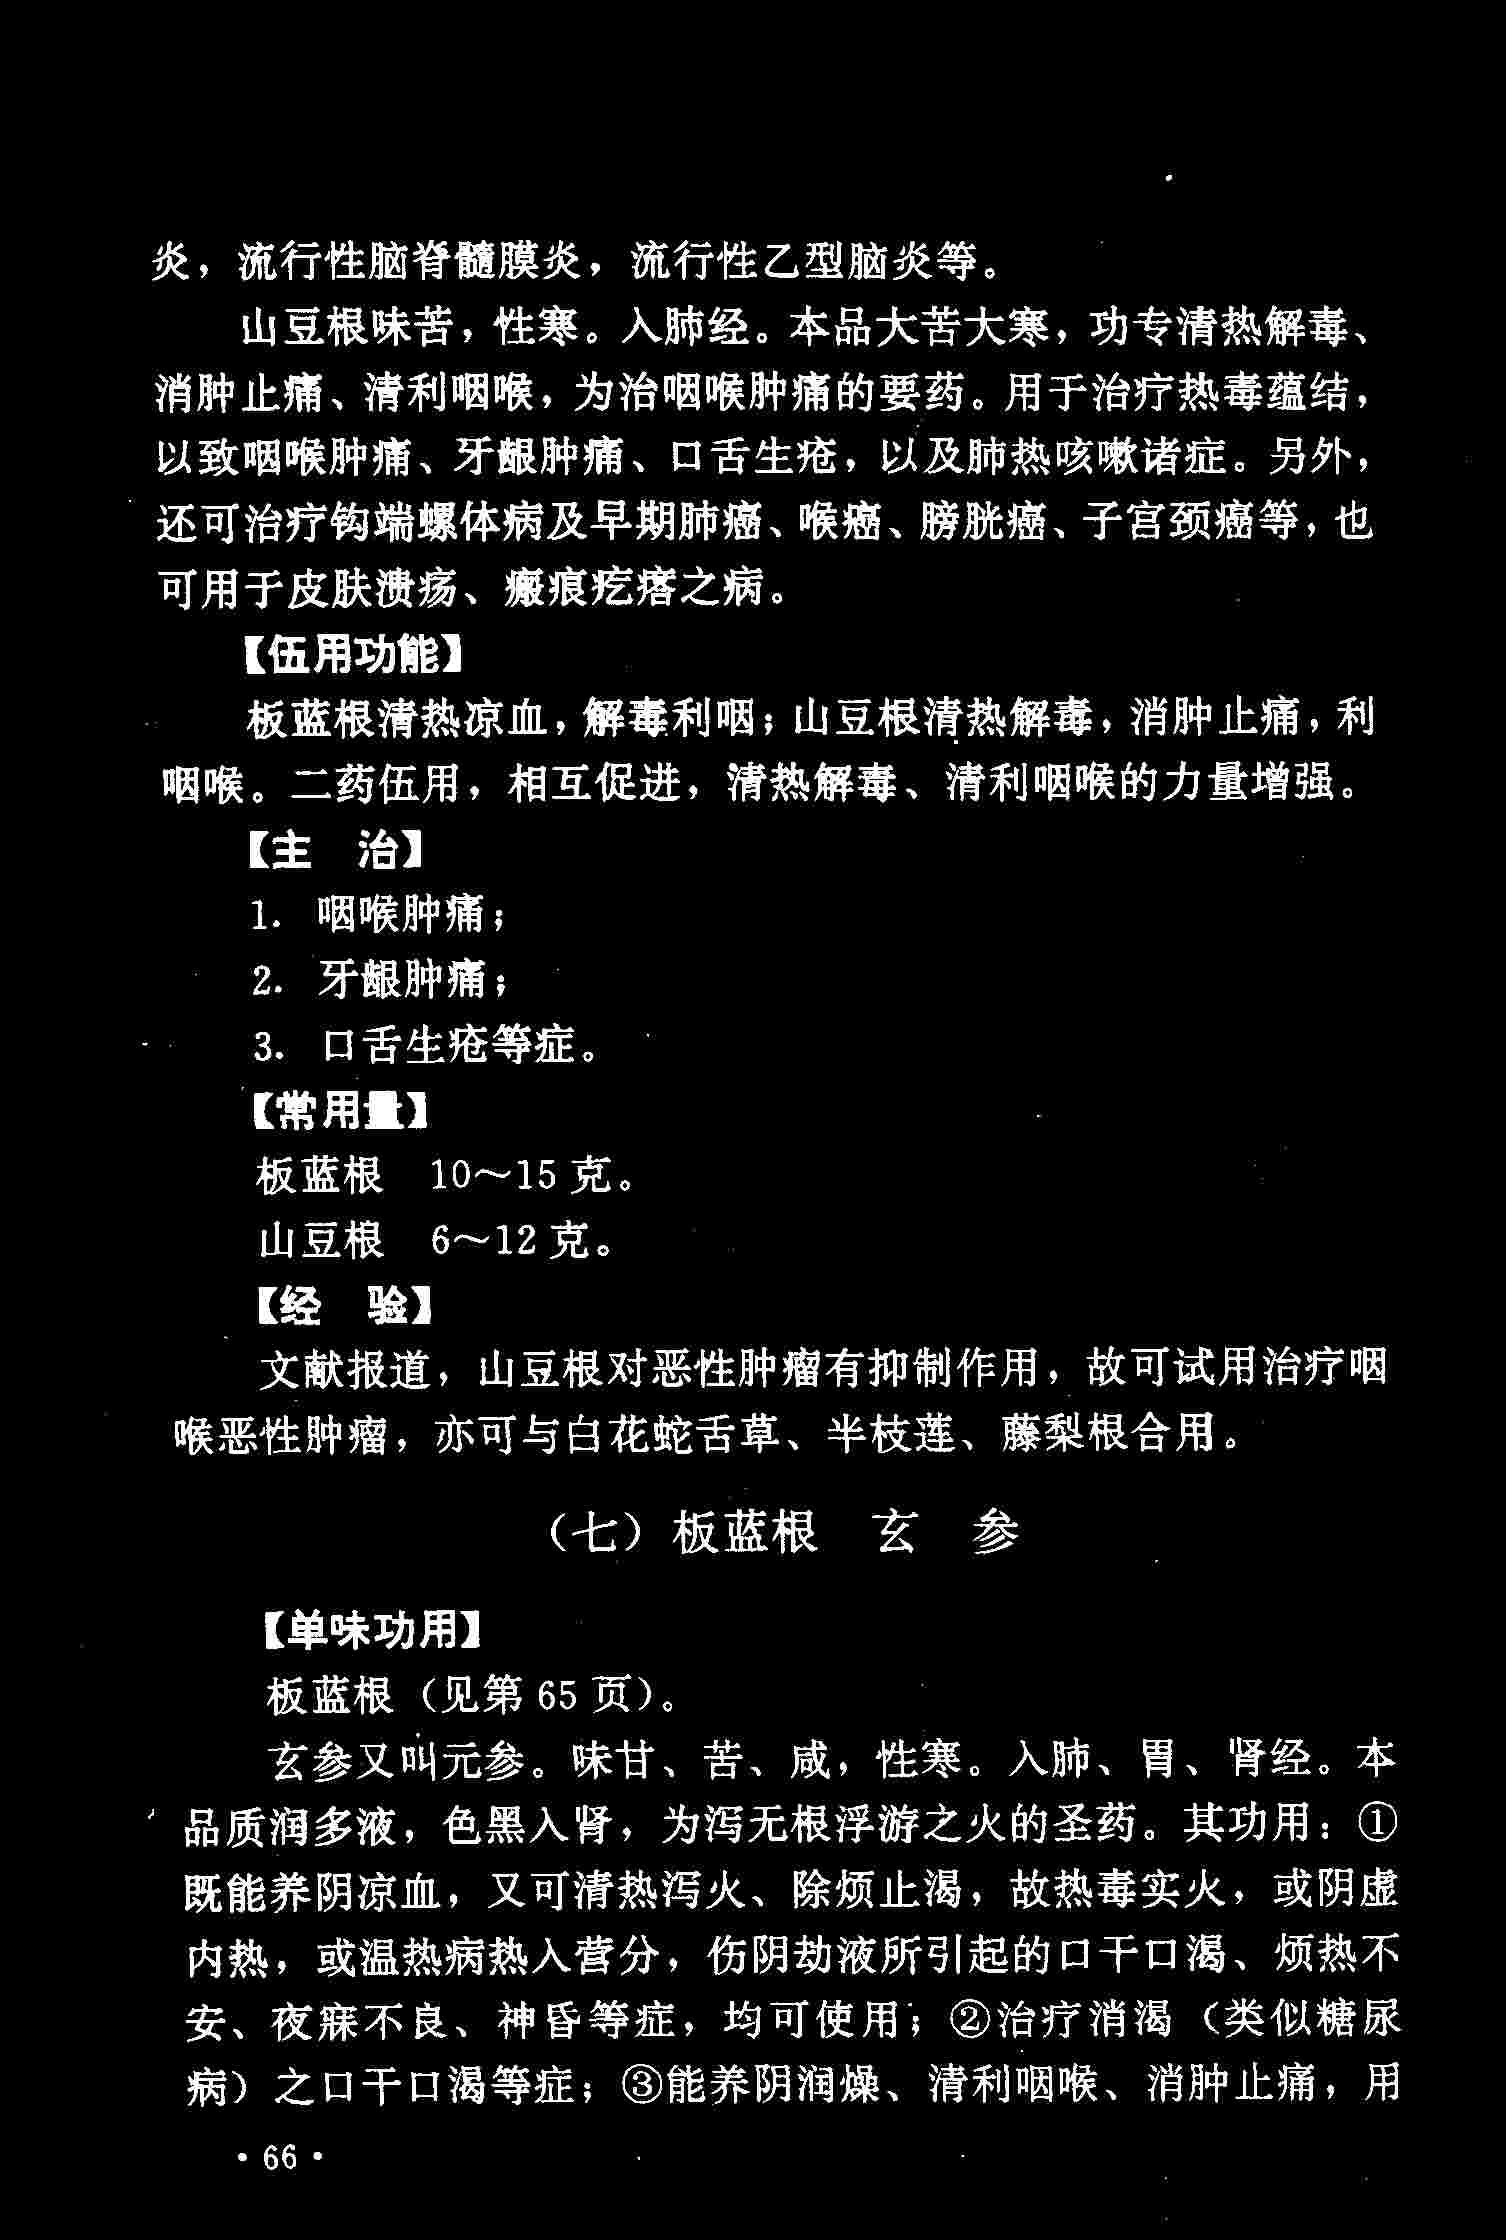 炎，流行性脑脊髓膜炎，流行性乙型脑炎等。
山豆根味苦，性寒。入肺经。本品大苦大寒，功专清热解毒、
消肿止痛、清利咽喉，为治咽喉肿痛的要药。用于治疗热毒蕴结，
以致咽喉肿痛、牙龈肿痛、口舌生疮，以及肺热咳嗽诸症。另外，
还可治疗钩端螺体病及早期肺癌、喉癌、膀胱癌、子宫颈癌等，也
可用于皮肤溃疡、瘢痕疙瘩之病。
【伍用功能】
板蓝根清热凉血，解毒利咽；山豆根清热解毒，消肿止痛，利
咽喉。二药伍用，相互促进，清热解毒、清利咽喉的力量增强。
【主　治】
1. 咽喉肿痛；
2. 牙龈肿痛；
3. 口舌生疮等症。
【常用量】
板蓝根　10～15 克。
山豆根　6～12 克。
【经　验】
文献报道，山豆根对恶性肿瘤有抑制作用，故可试用治疗咽
喉恶性肿瘤，亦可与白花蛇舌草、半枝莲、藤梨根合用。
（七）板蓝根　玄　参
【单味功用】
板蓝根（见第 65 页）。
玄参又叫元参。味甘、苦、咸，性寒。入肺、胃、肾经。本
品质润多液，色黑入肾，为泻无根浮游之火的圣药。其功用：①
既能养阴凉血，又可清热泻火、除烦止渴，故热毒实火，或阴虚
内热，或温热病热入营分，伤阴劫液所引起的口干口渴、烦热不
安、夜寐不良、神昏等症，均可使用；②治疗消渴（类似糖尿
病）之口干口渴等症；③能养阴润燥、清利咽喉、消肿止痛，用
· 66 ·